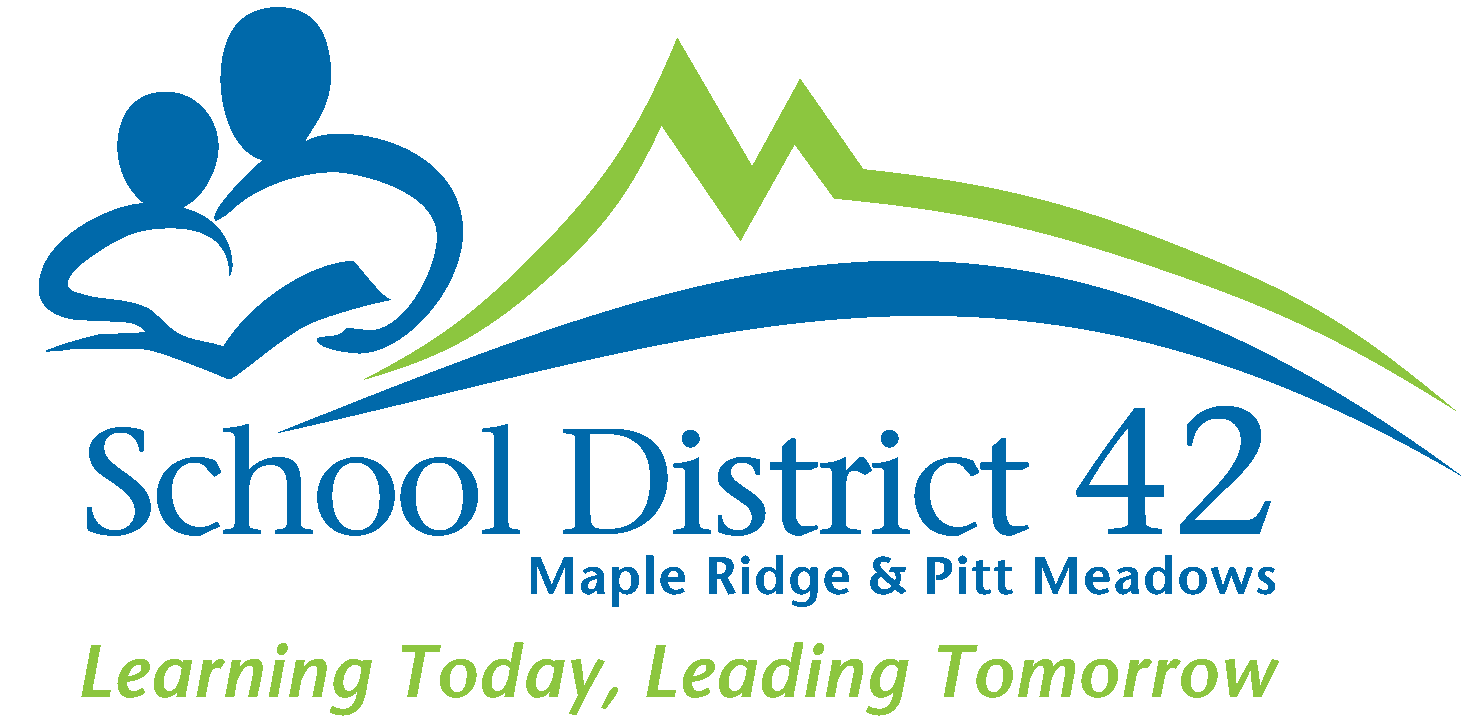 School District 42
Maple Ridge & Pitt Meadows
Learning Today, Leading Tomorrow